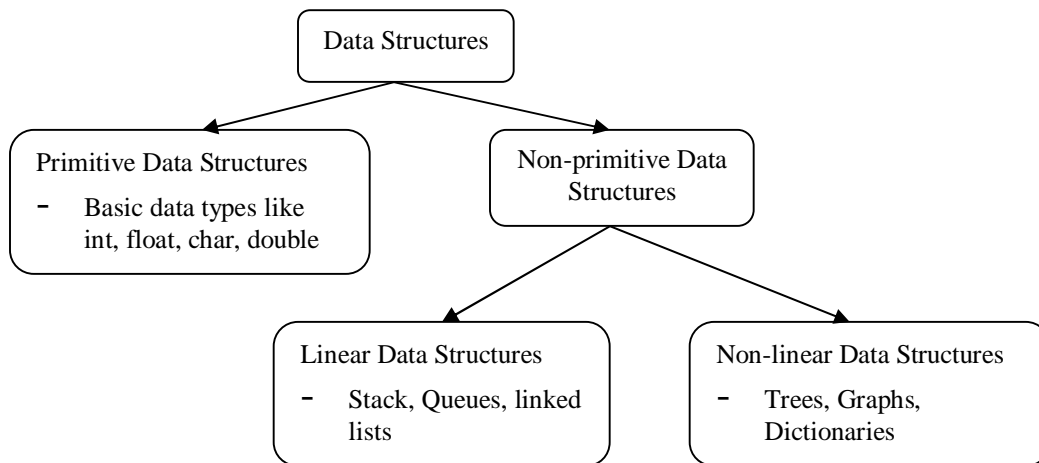 Data Structures
Primitive Data Structures
- Basic data types like
int, float, char, double
Non-primitive Data
Structures
Linear Data Structures
- Stack, Queues, linked
lists
Non-linear Data Structures
- Trees, Graphs,
Dictionaries